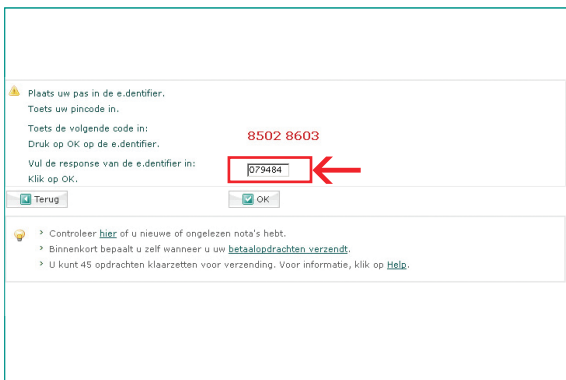 Plaats uw pas in de e.dentifier.
Toets uw pincode in.
Toets de volgende code in:
8502 8603
Druk op OK op de e.dentifier.
Vul de response van de e.dentifier in:
079484
Klik op OK.
Terug
OK
Controleer hier of u nieuwe of ongelezen nota's hebt.
Binnenkort bepaalt u zelf wanneer u uw betaalopdrachten verzendt.
U kunt 45 opdrachten klaarzetten voor verzending. Voor informatie, klik op Help.